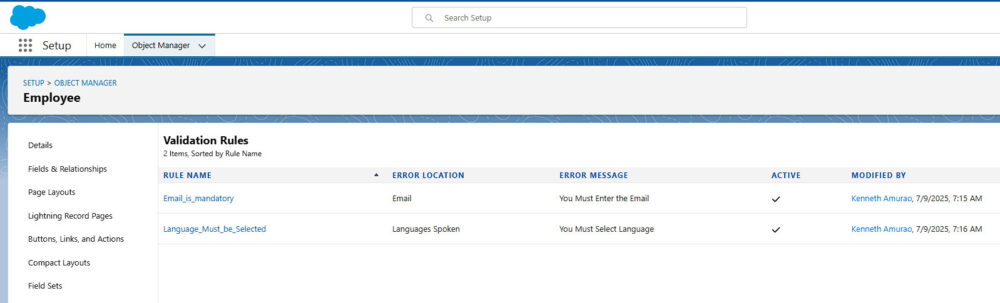 Search Setup
Setup
Home
Object Manager
SETUP > OBJECT MANAGER
Employee
Details
Fields & Relationships
Page Layouts
Lightning Record Pages
Buttons, Links, and Actions
Compact Layouts
Field Sets
Validation Rules
2 Items, Sorted by Rule Name
RULE NAME ERROR LOCATION ERROR MESSAGE ACTIVE MODIFIED BY
Email_is_mandatory Email You Must Enter the Email Kenneth Amurao, 7/9/2025, 7:15 AM
Language_Must_be_Selected Languages Spoken You Must Select Language Kenneth Amurao, 7/9/2025, 7:16 AM